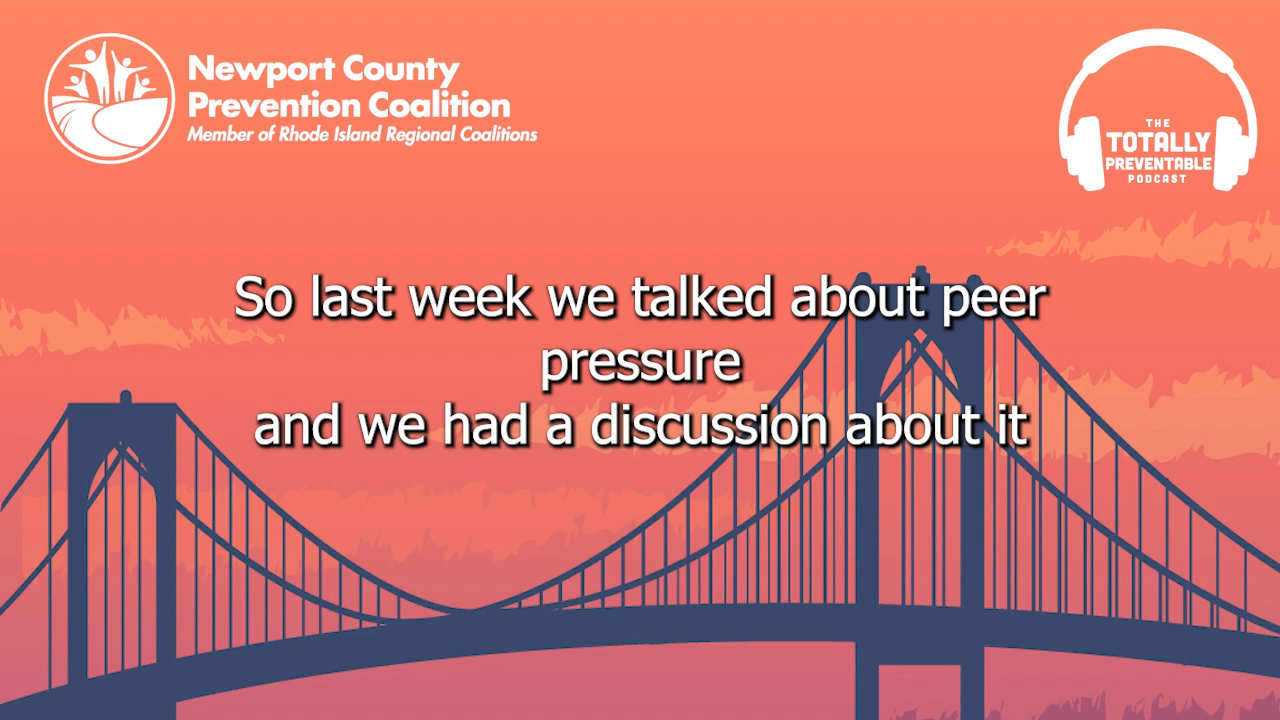 Newport County
Prevention Coalition
Member of Rhode Island Regional Coalitions
THE
TOTALLY
PREVENTABLE
PODCAST
So last week we talked about peer
pressure
and we had a discussion about it